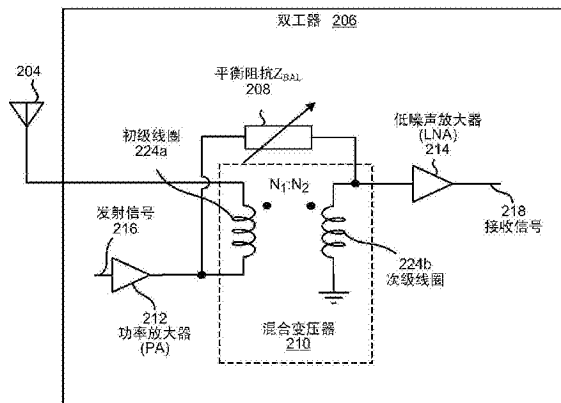 双工器 206
204
平衡阻抗ZBAL
208
初级线圈
224a
低噪声放大器
(LNA)
214
N1:N2
发射信号
216
218
接收信号
224b
次级线圈
212
功率放大器
(PA)
混合变压器
210